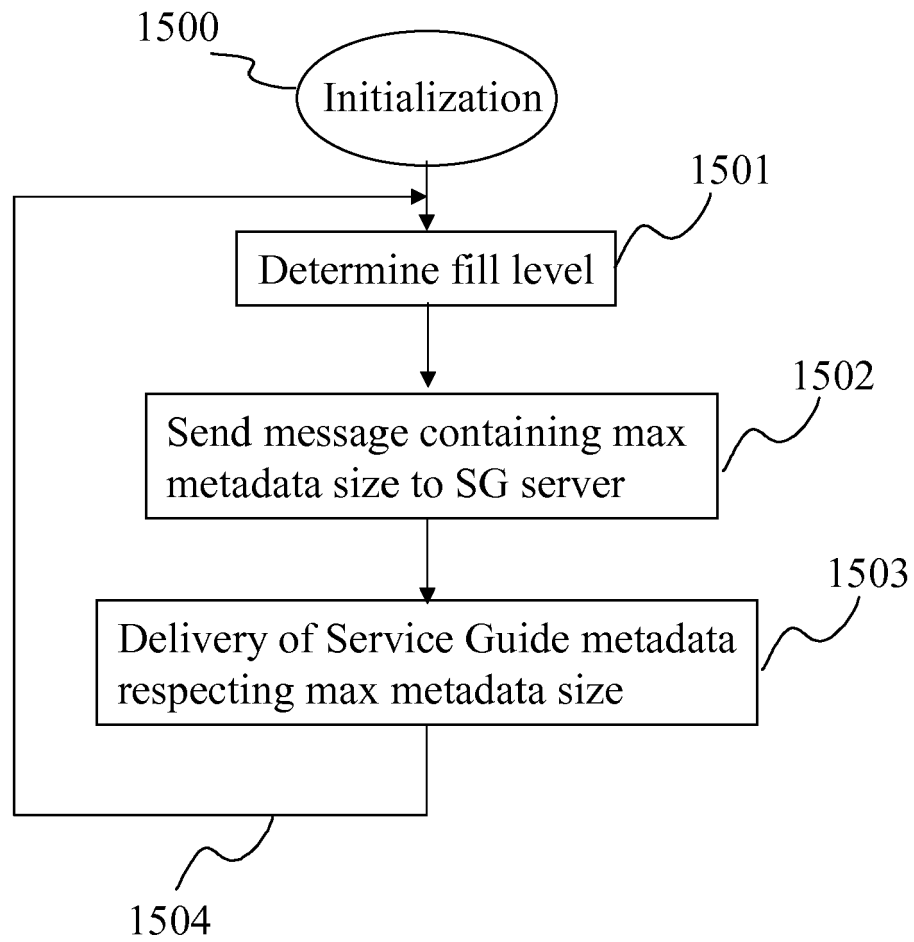 1500
Initialization
1501
Determine fill level
1502
Send message containing max
metadata size to SG server
1503
Delivery of Service Guide metadata
respecting max metadata size
1504